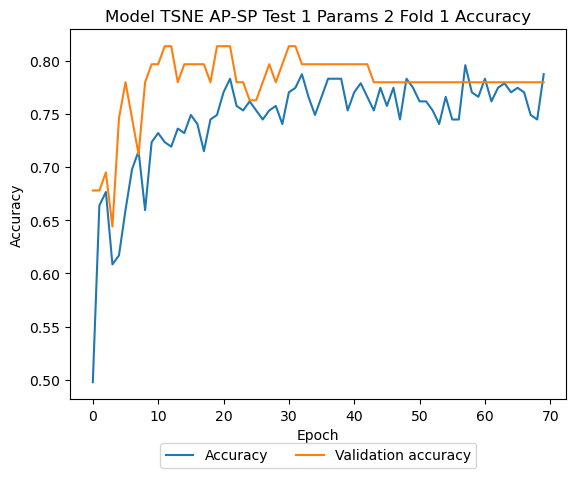 Model TSNE AP-SP Test 1 Params 2 Fold 1 Accuracy
0.80
0.75
0.70
0.65
0.60
0.55
0.50
Accuracy
0 10 20 30 40 50 60 70
Epoch
Accuracy Validation accuracy